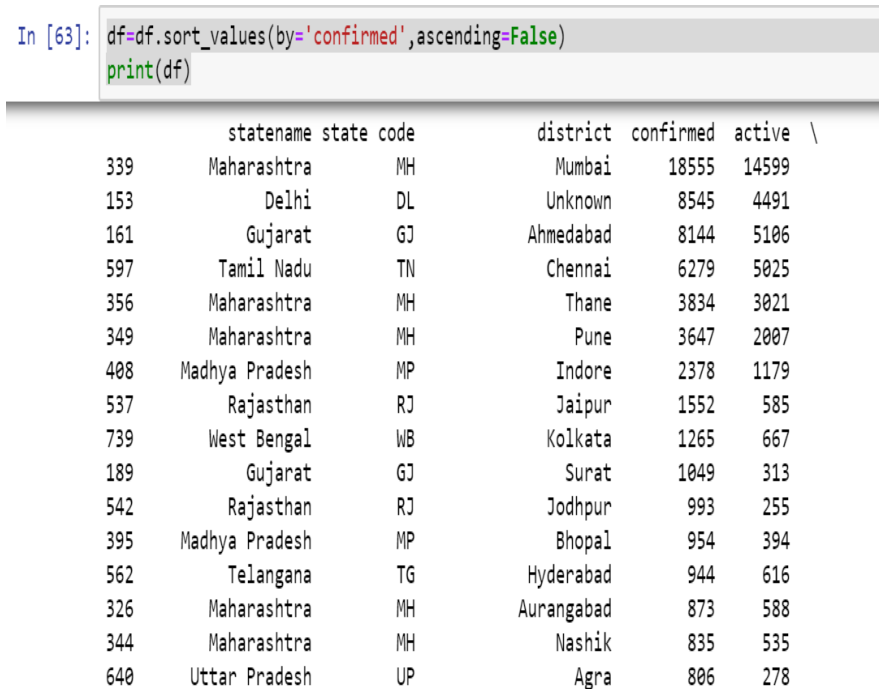 In [63]: df=df.sort_values(by='confirmed',ascending=False)
print(df)
statename state code district confirmed active \
339 Maharashtra MH Mumbai 18555 14599
153 Delhi DL Unknown 8545 4491
161 Gujarat GJ Ahmedabad 8144 5106
597 Tamil Nadu TN Chennai 6279 5025
356 Maharashtra MH Thane 3834 3021
349 Maharashtra MH Pune 3647 2007
408 Madhya Pradesh MP Indore 2378 1179
537 Rajasthan RJ Jaipur 1552 585
739 West Bengal WB Kolkata 1265 667
189 Gujarat GJ Surat 1049 313
542 Rajasthan RJ Jodhpur 993 255
395 Madhya Pradesh MP Bhopal 954 394
562 Telangana TG Hyderabad 944 616
326 Maharashtra MH Aurangabad 873 588
344 Maharashtra MH Nashik 835 535
640 Uttar Pradesh UP Agra 806 278